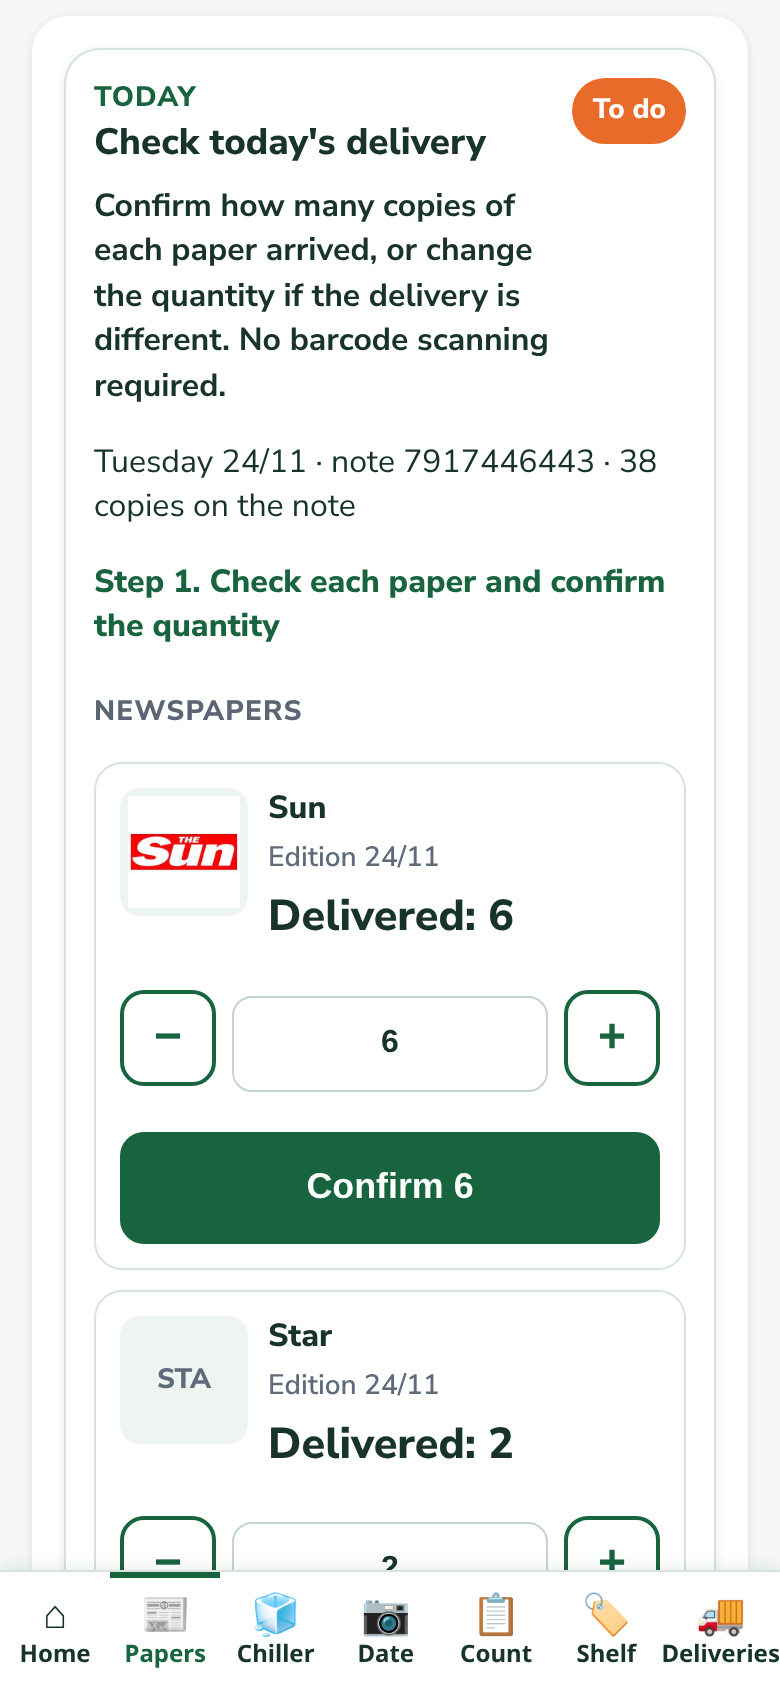 TODAY
To do
Check today's delivery
Confirm how many copies of
each paper arrived, or change
the quantity if the delivery is
different. No barcode scanning
required.
Tuesday 24/11 · note 7917446443 · 38
copies on the note
Step 1. Check each paper and confirm
the quantity
NEWSPAPERS
THE
Sun
Sun
Edition 24/11
Delivered: 6
−
6
+
Confirm 6
STA
Star
Edition 24/11
Delivered: 2
−
2
+
Home
Papers
Chiller
Date
Count
Shelf
Deliveries